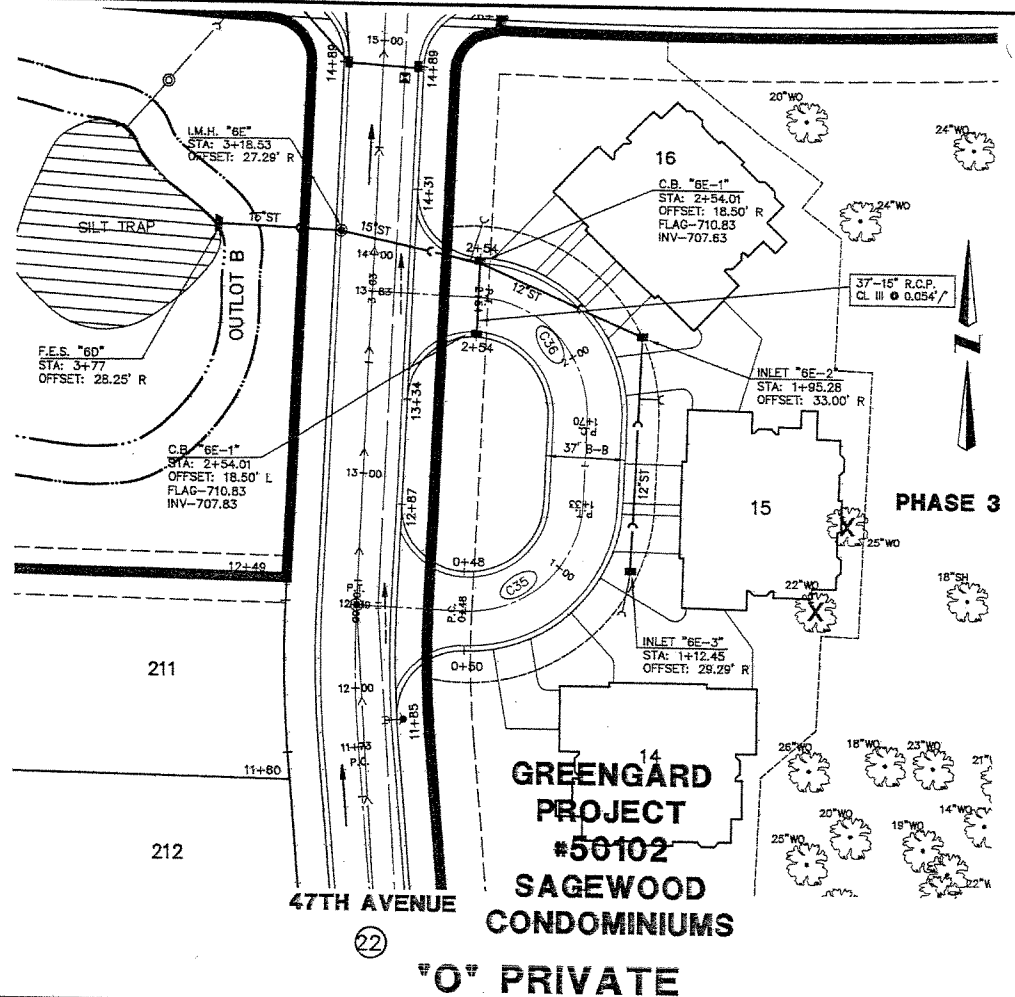 15+00
14+89
14+89
I.M.H. "6E"
STA: 3+18.53
OFFSET: 27.29' R
20"WO
24"WO
16
C.B. "6E-1"
STA: 2+54.01
OFFSET: 18.50' R
FLAG-710.83
INV-707.83
24"WO
14+31
SILT TRAP
15"ST
14+00
2+54
12"ST
13+83
37'-15" R.C.P.
CL III @ 0.054'/'
OUTLOT B
F.E.S. "6D"
STA: 3+77
OFFSET: 28.25' R
2+54
C36
2+00
INLET "6E-2"
STA: 1+95.28
OFFSET: 33.00' R
13+34
P.C.
1+70
37' B-B
C.B. "6E-1"
STA: 2+54.01
OFFSET: 18.50' L
FLAG-710.83
INV-707.83
13+00
12+87
12"ST
P.T.
1+33
15
PHASE 3
25"WO
12+49
0+48
1+00
C35
P.T.
P.C.
0+48
22"WO
18"SH
211
0+50
INLET "6E-3"
STA: 1+12.45
OFFSET: 29.29' R
12+00
11+85
11+73
P.C.
11+60
14
26"WO
18"WO
23"WO
GREENGARD
PROJECT
#50102
SAGEWOOD
CONDOMINIUMS
20"WO
19"WO
14"WO
25"WO
212
47TH AVENUE
22
"O" PRIVATE